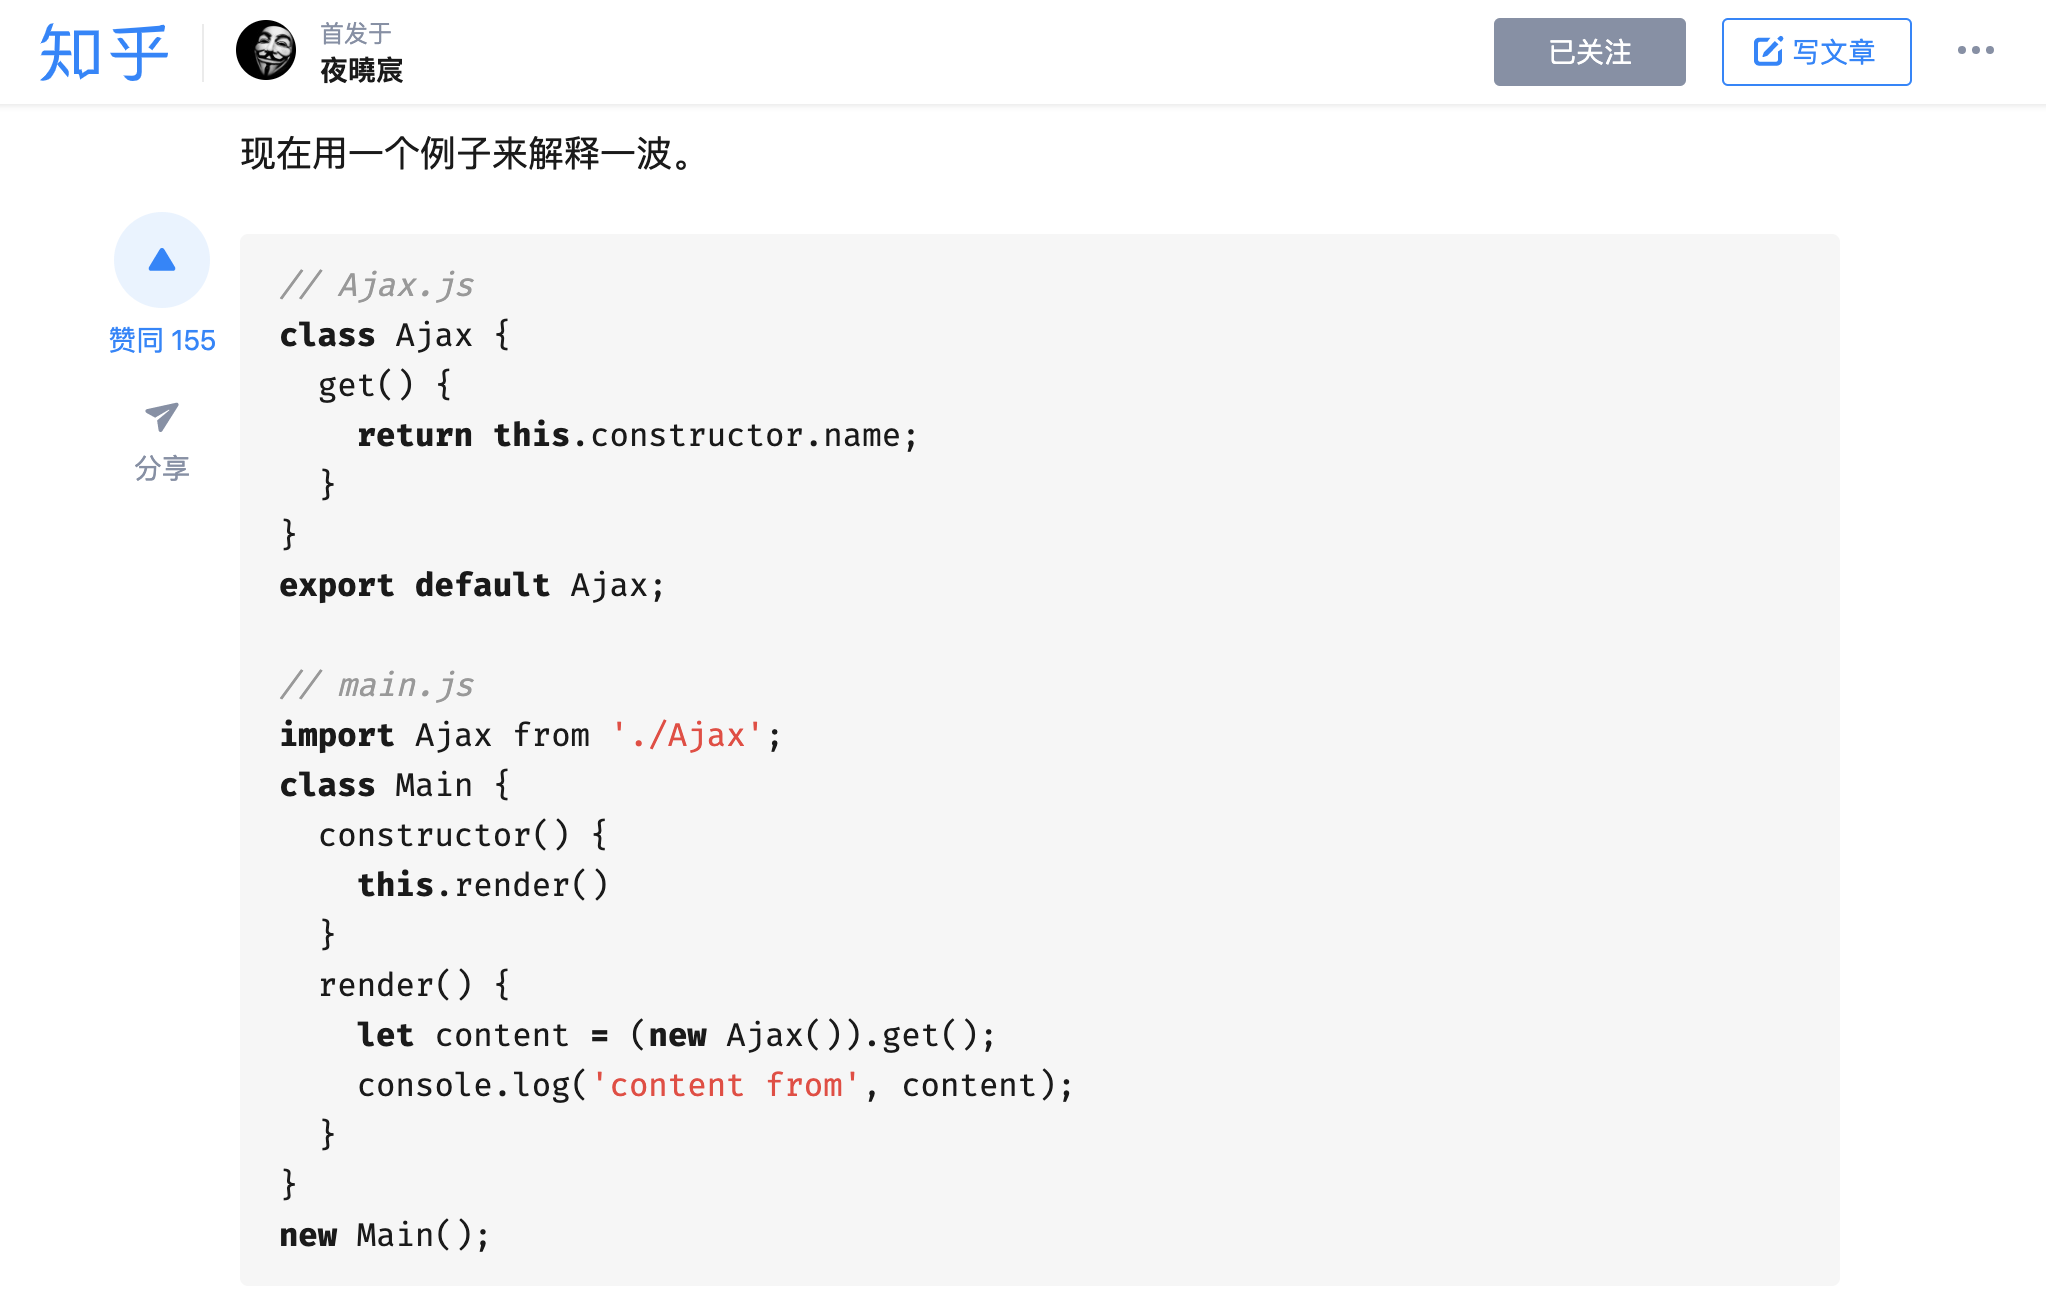 知乎
首发于
夜曉宸
已关注
写文章
现在用一个例子来解释一波。
赞同 155
分享
// Ajax.js
class Ajax {
  get() {
    return this.constructor.name;
  }
}
export default Ajax;

// main.js
import Ajax from './Ajax';
class Main {
  constructor() {
    this.render()
  }
  render() {
    let content = (new Ajax()).get();
    console.log('content from', content);
  }
}
new Main();